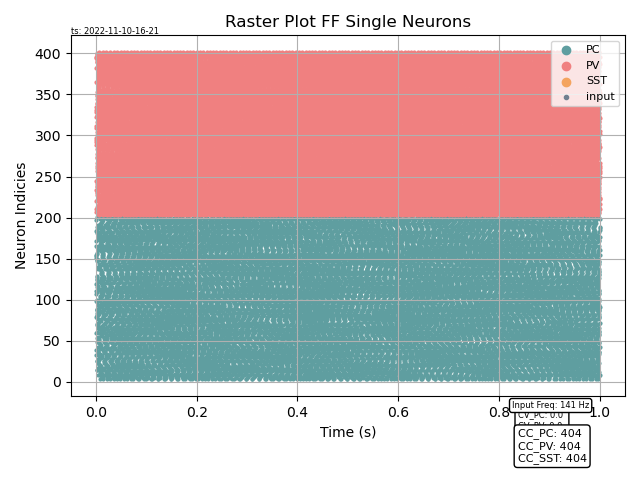 Raster Plot FF Single Neurons
ts: 2022-11-10-16-21
PC
PV
SST
input
400
350
300
250
200
150
100
50
0
Neuron Indicies
0.0 0.2 0.4 0.6 0.8 1.0
Time (s)
Input Freq: 141 Hz
CV_PC: 0.0
CC_PC: 404
CC_PV: 404
CC_SST: 404